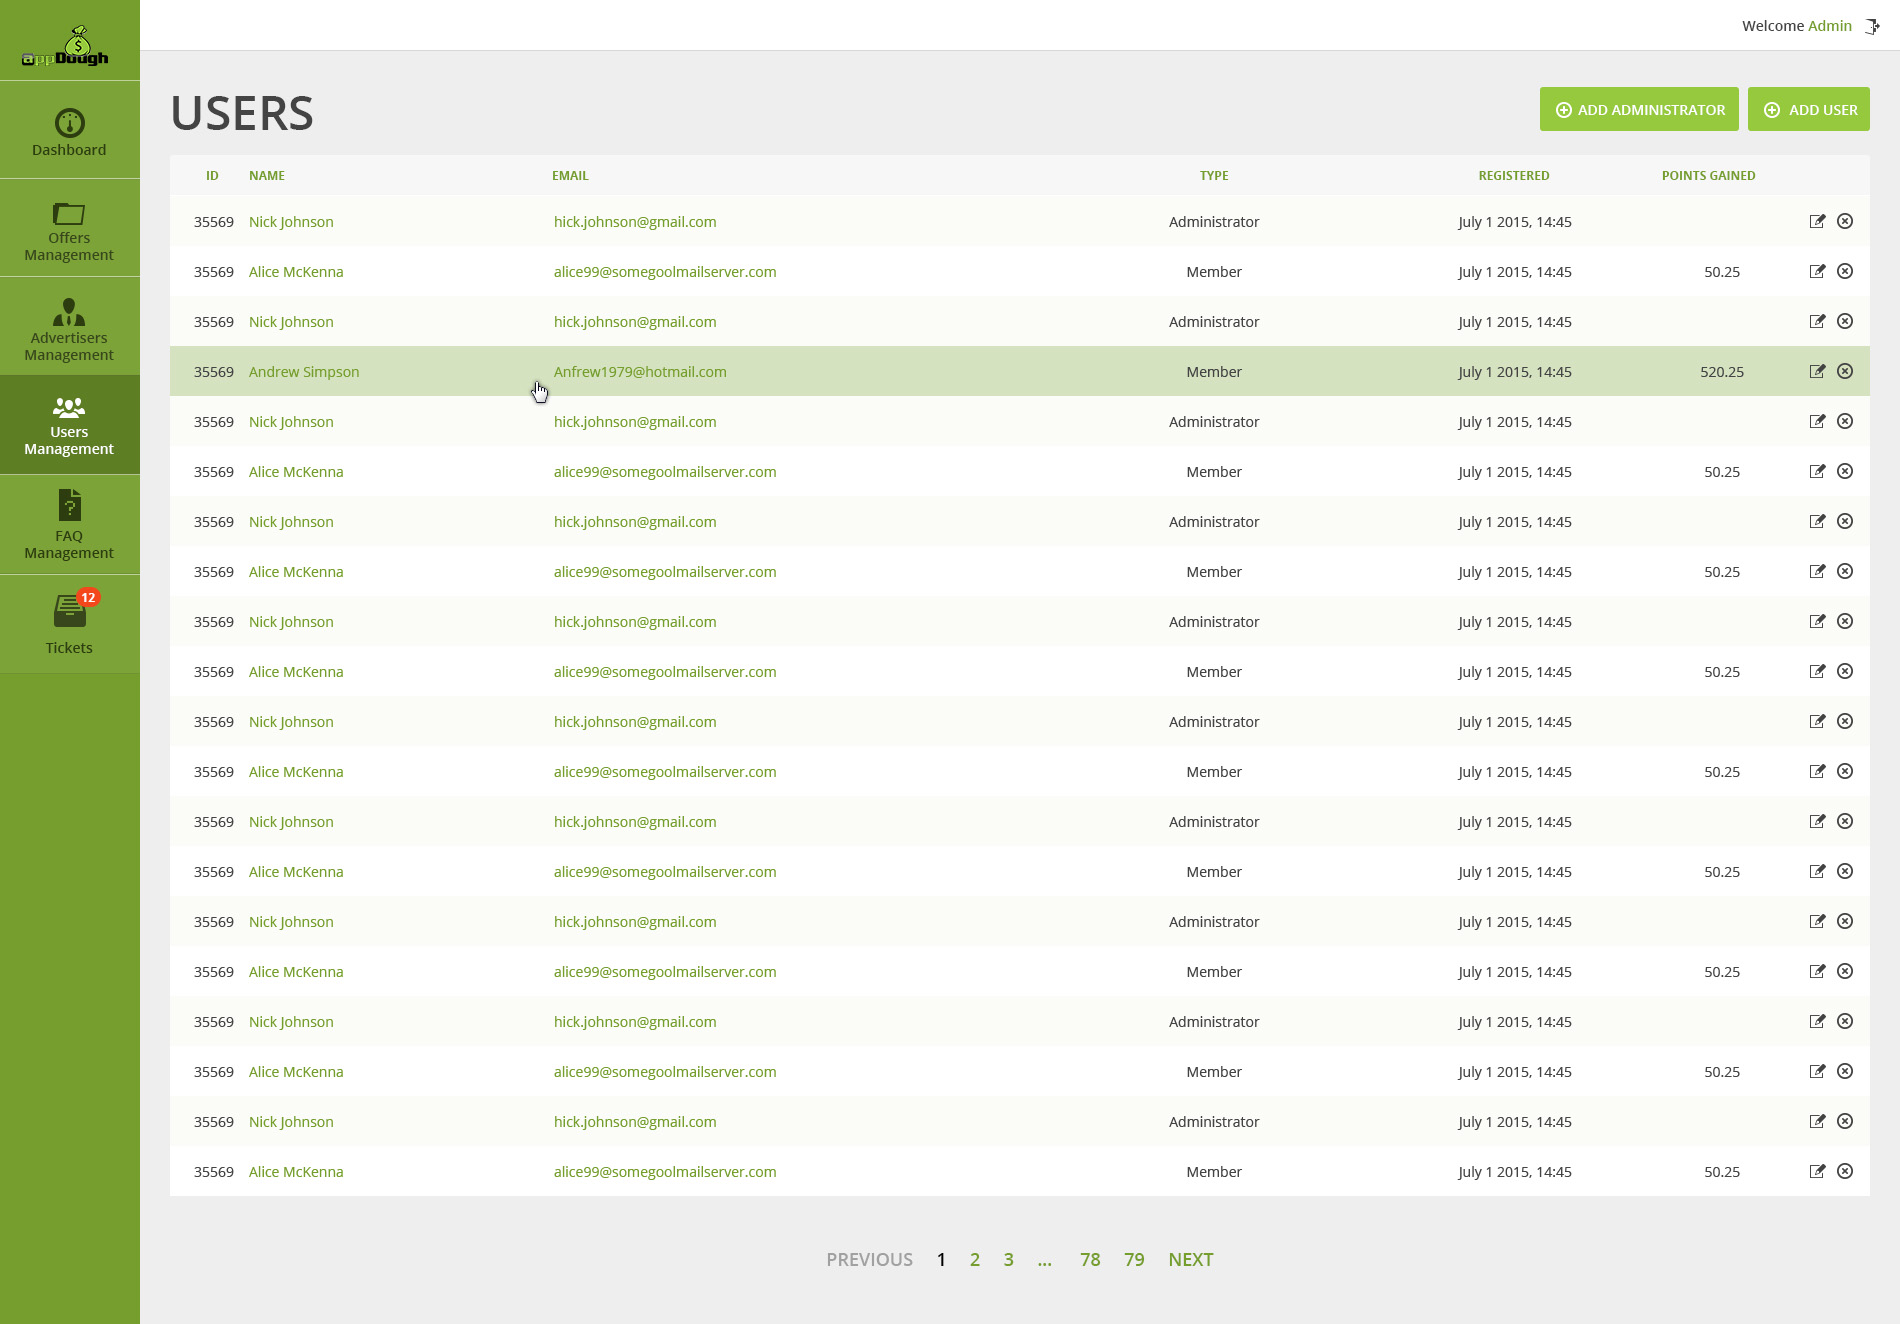 appDough
Welcome Admin
Dashboard
Offers
Management
Advertisers
Management
Users
Management
FAQ
Management
12
Tickets
USERS
ADD ADMINISTRATOR ADD USER
ID NAME EMAIL TYPE REGISTERED POINTS GAINED
35569 Nick Johnson hick.johnson@gmail.com Administrator July 1 2015, 14:45
35569 Alice McKenna alice99@somegoolmailserver.com Member July 1 2015, 14:45 50.25
35569 Nick Johnson hick.johnson@gmail.com Administrator July 1 2015, 14:45
35569 Andrew Simpson Anfrew1979@hotmail.com Member July 1 2015, 14:45 520.25
35569 Nick Johnson hick.johnson@gmail.com Administrator July 1 2015, 14:45
35569 Alice McKenna alice99@somegoolmailserver.com Member July 1 2015, 14:45 50.25
35569 Nick Johnson hick.johnson@gmail.com Administrator July 1 2015, 14:45
35569 Alice McKenna alice99@somegoolmailserver.com Member July 1 2015, 14:45 50.25
35569 Nick Johnson hick.johnson@gmail.com Administrator July 1 2015, 14:45
35569 Alice McKenna alice99@somegoolmailserver.com Member July 1 2015, 14:45 50.25
35569 Nick Johnson hick.johnson@gmail.com Administrator July 1 2015, 14:45
35569 Alice McKenna alice99@somegoolmailserver.com Member July 1 2015, 14:45 50.25
35569 Nick Johnson hick.johnson@gmail.com Administrator July 1 2015, 14:45
35569 Alice McKenna alice99@somegoolmailserver.com Member July 1 2015, 14:45 50.25
35569 Nick Johnson hick.johnson@gmail.com Administrator July 1 2015, 14:45
35569 Alice McKenna alice99@somegoolmailserver.com Member July 1 2015, 14:45 50.25
35569 Nick Johnson hick.johnson@gmail.com Administrator July 1 2015, 14:45
35569 Alice McKenna alice99@somegoolmailserver.com Member July 1 2015, 14:45 50.25
35569 Nick Johnson hick.johnson@gmail.com Administrator July 1 2015, 14:45
35569 Alice McKenna alice99@somegoolmailserver.com Member July 1 2015, 14:45 50.25
PREVIOUS 1 2 3 ... 78 79 NEXT